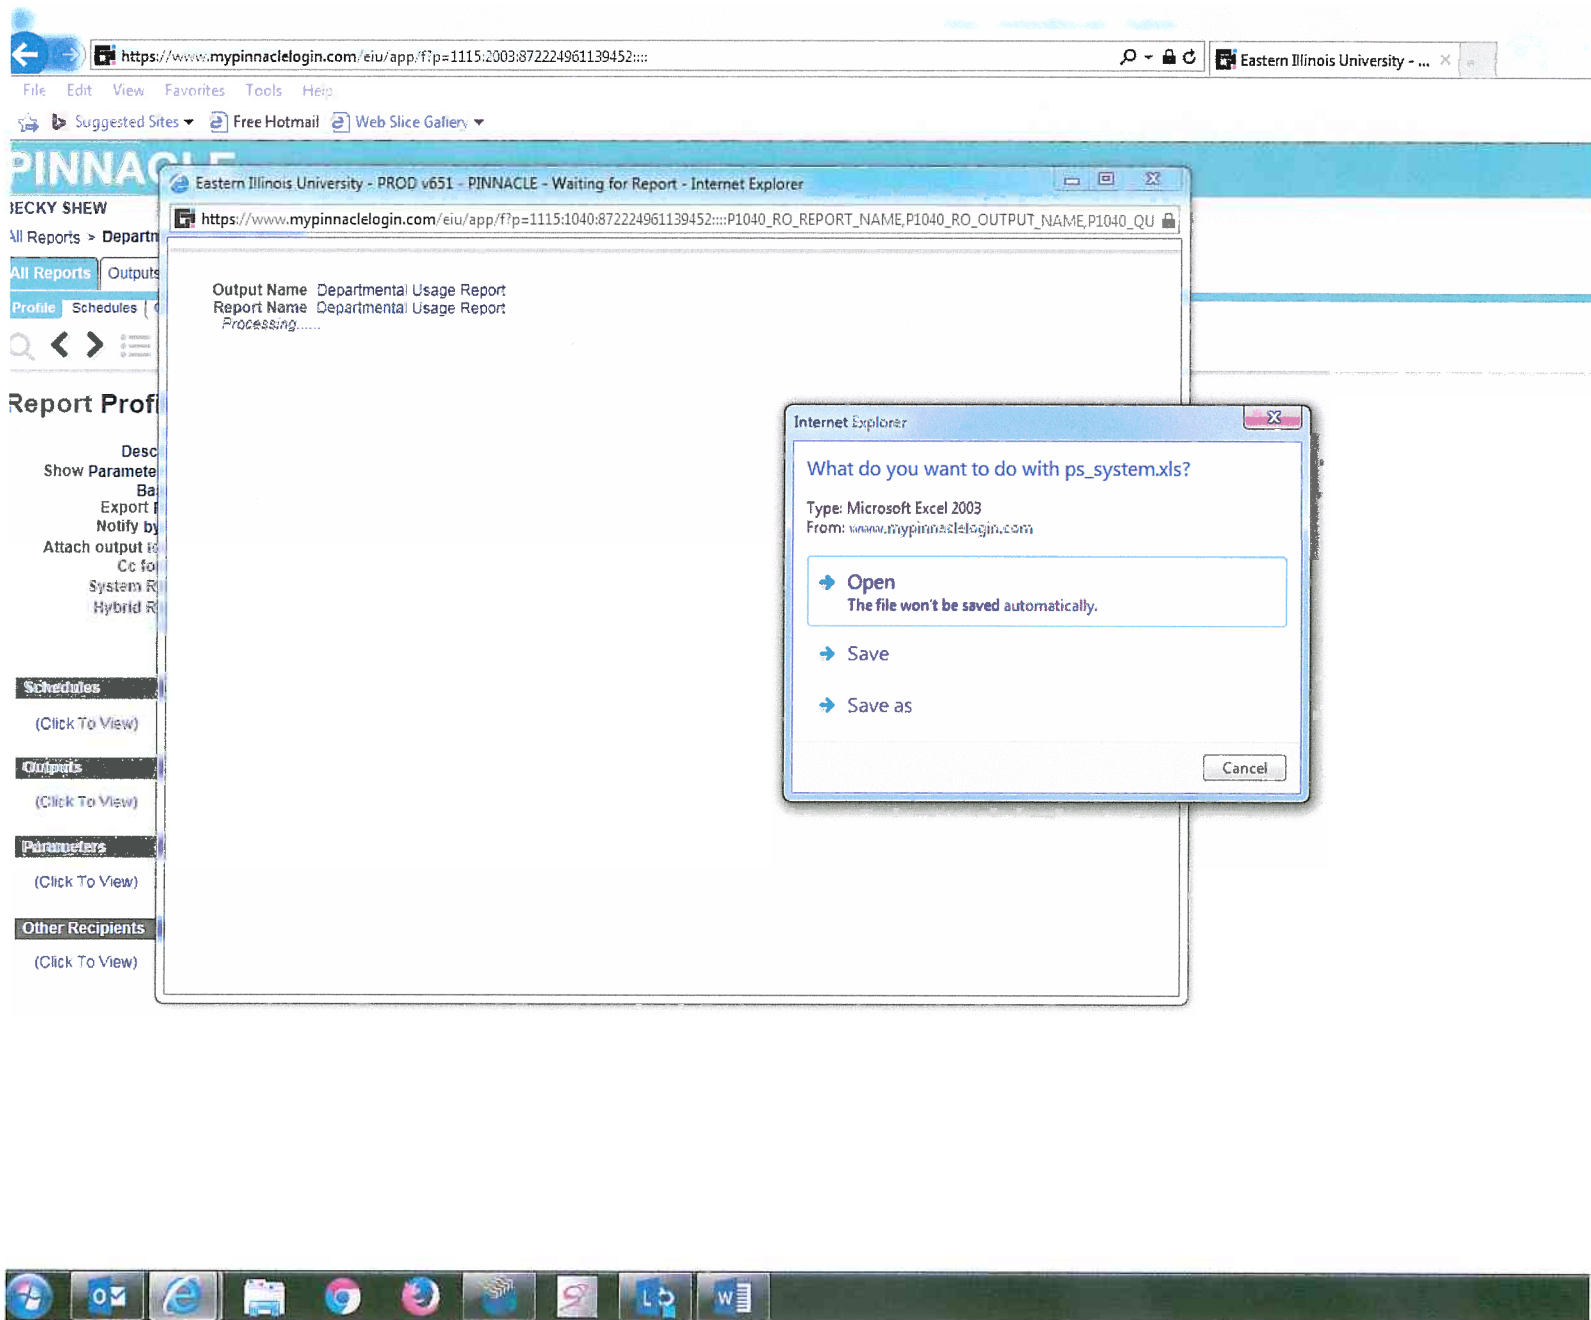 https://www.mypinnaclelogin.com/eiu/app/f?p=1115:2003:872224961139452::::
Eastern Illinois University - ...
File Edit View Favorites Tools Help
Suggested Sites Free Hotmail Web Slice Gallery
PINNACLE
Eastern Illinois University - PROD v651 - PINNACLE - Waiting for Report - Internet Explorer
BECKY SHEW
https://www.mypinnaclelogin.com/eiu/app/f?p=1115:1040:872224961139452::::P1040_RO_REPORT_NAME,P1040_RO_OUTPUT_NAME,P1040_QU
All Reports > Departn
All Reports Outputs
Output Name Departmental Usage Report
Profile Schedules
Report Name Departmental Usage Report
Processing......
Report Profi
Internet Explorer
Desc
Show Paramete
What do you want to do with ps_system.xls?
Ba
Export
Type: Microsoft Excel 2003
Notify by
From: www.mypinnaclelogin.com
Attach output to
Cc for
System R
Hybrid R
Open
The file won't be saved automatically.
Save
Save as
Schedules
(Click To View)
Outputs
Cancel
(Click To View)
Parameters
(Click To View)
Other Recipients
(Click To View)